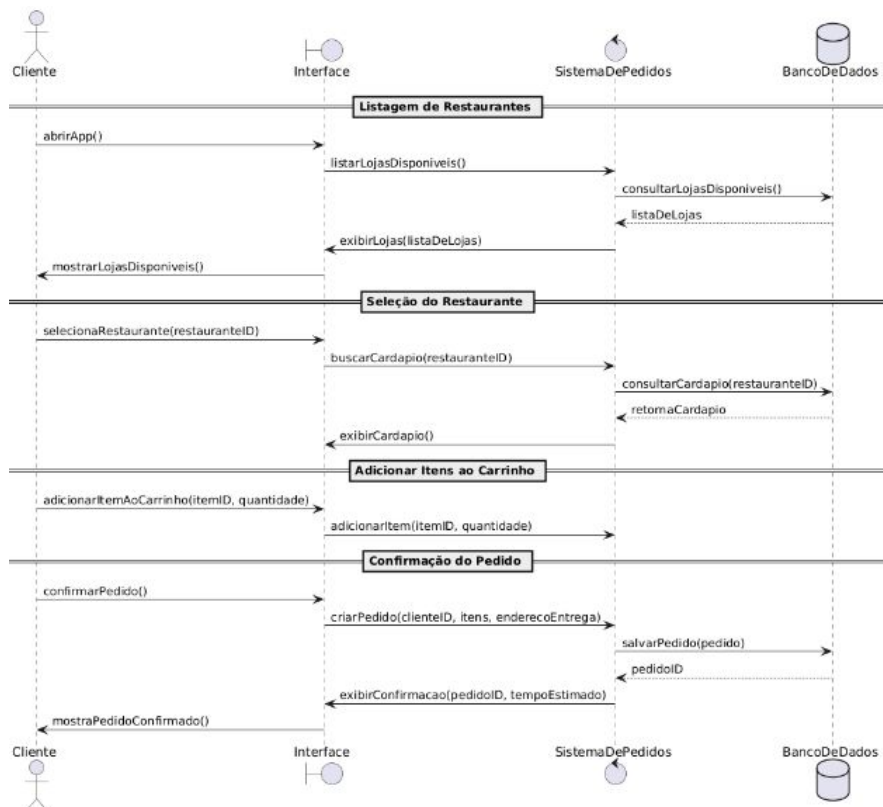 Cliente
Interface
SistemaDePedidos
BancoDeDados
Listagem de Restaurantes
abrirApp()
listarLojasDisponiveis()
consultarLojasDisponiveis()
listaDeLojas
exibirLojas(listaDeLojas)
mostrarLojasDisponiveis()
Seleção do Restaurante
selecionaRestaurante(restauranteID)
buscarCardapio(restauranteID)
consultarCardapio(restauranteID)
retornaCardapio
exibirCardapio()
Adicionar Itens ao Carrinho
adicionarItemAoCarrinho(itemID, quantidade)
adicionarItem(itemID, quantidade)
Confirmação do Pedido
confirmarPedido()
criarPedido(clienteID, itens, enderecoEntrega)
salvarPedido(pedido)
pedidoID
exibirConfirmacao(pedidoID, tempoEstimado)
mostraPedidoConfirmado()
Cliente
Interface
SistemaDePedidos
BancoDeDados